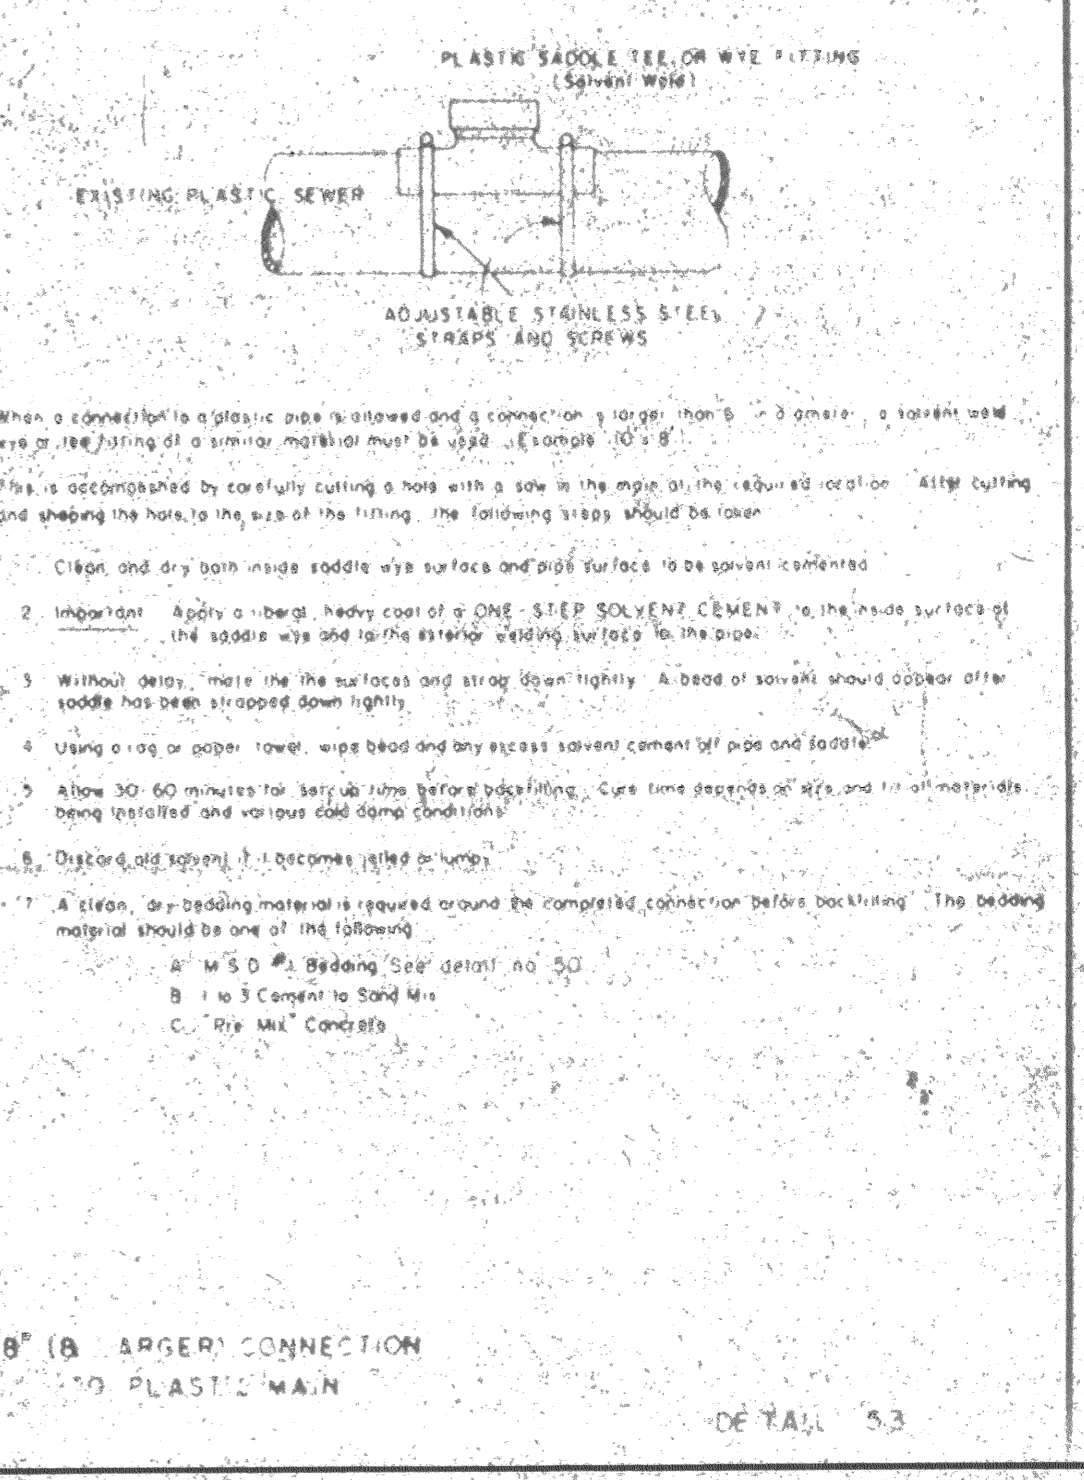 PLASTIC SADDLE TEE OR WYE FITTING
(Solvent Weld)
EXISTING PLASTIC SEWER
ADJUSTABLE STAINLESS STEEL
STRAPS AND SCREWS
When a connection to a plastic pipe is allowed and a connection is larger than 6" in diameter, a solvent weld
wye or tee fitting of a similar material must be used. (Example 10 x 8)
This is accomplished by carefully cutting a hole with a saw in the main at the required location. After cutting
and shaping the hole to the size of the fitting, the following steps should be taken
Clean and dry both inside saddle wye surface and pipe surface to be solvent cemented
2 Important Apply a liberal, heavy coat of a ONE-STEP SOLVENT CEMENT to the inside surface of
the saddle wye and to the exterior welding surface to the pipe.
3 Without delay, mate the the surfaces and strap down tightly. A bead of solvent should appear after
saddle has been strapped down tightly
4 Using a rag or paper towel, wipe bead and any excess solvent cement off pipe and saddle
5 Allow 30-60 minutes for set up time before backfilling. Cure time depends on size and fit of materials
being installed and various cold damp conditions
6 Discard old solvent if it becomes jelled or lumpy
7 A clean, dry bedding material is required around the completed connection before backfilling. The bedding
material should be one of the following
A M S D # Bedding See detail no 50
B 1 to 3 Cement to Sand Mix
C "Pre Mix" Concrete
8" (8 LARGER) CONNECTION
TO PLASTIC MAIN
DETAIL 53